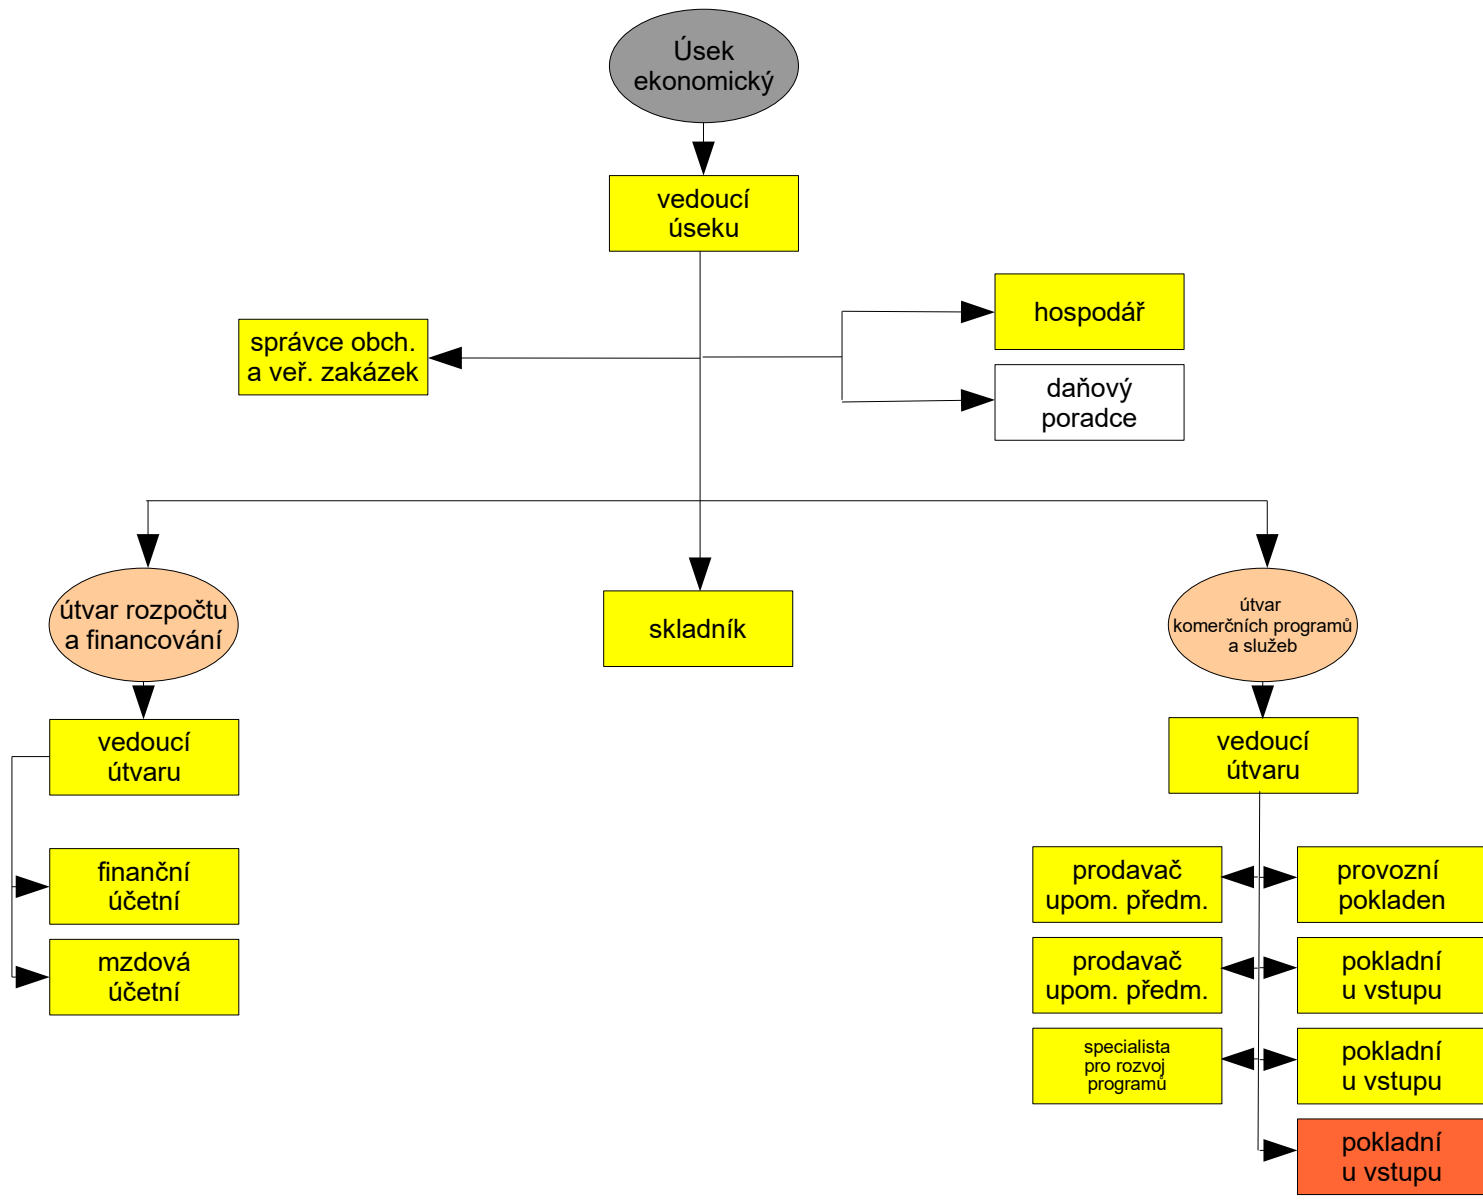 Úsek
ekonomický
vedoucí
úseku
správce obch.
a veř. zakázek
hospodář
daňový
poradce
útvar rozpočtu
a financování
skladník
útvar
komerčních programů
a služeb
vedoucí
útvaru
finanční
účetní
mzdová
účetní
vedoucí
útvaru
prodavač
upom. předm.
provozní
pokladen
prodavač
upom. předm.
pokladní
u vstupu
specialista
pro rozvoj
programů
pokladní
u vstupu
pokladní
u vstupu